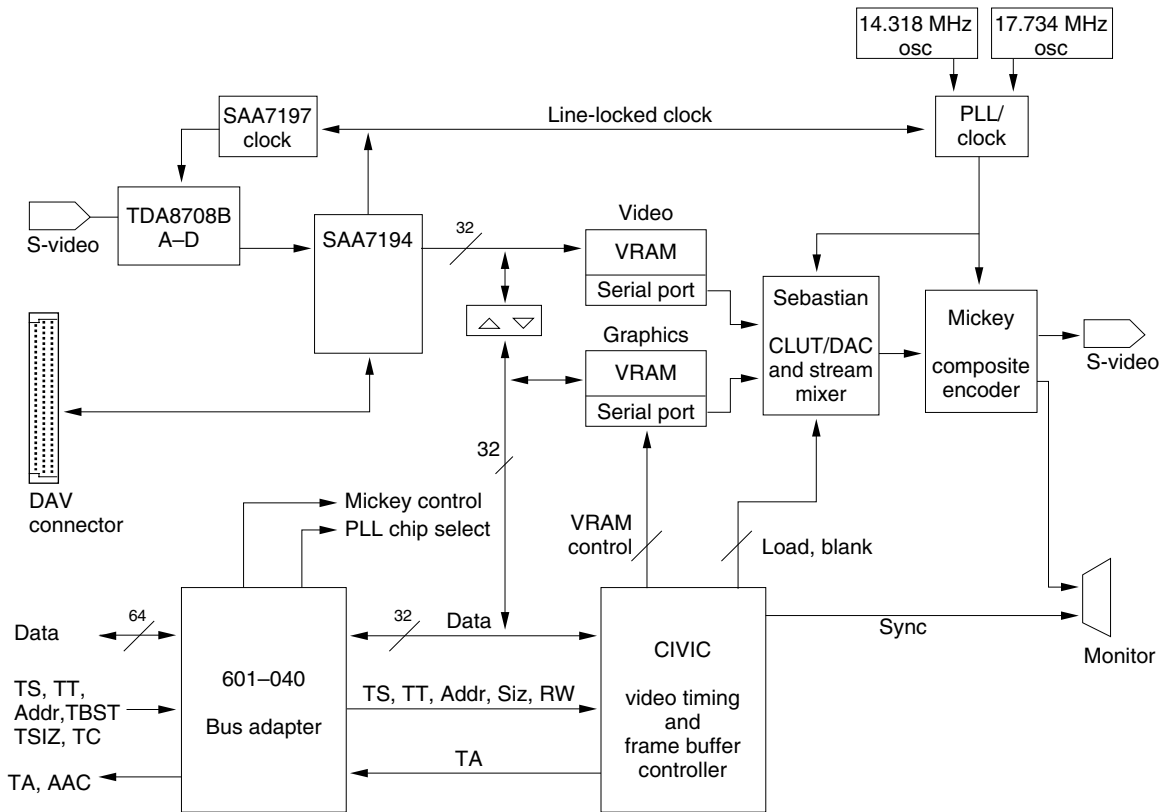 14.318 MHz
osc
17.734 MHz
osc
SAA7197
clock
Line-locked clock
PLL/
clock
S-video
TDA8708B
A–D
SAA7194
32
Video
VRAM
Serial port
Graphics
VRAM
Serial port
Sebastian
CLUT/DAC
and stream
mixer
Mickey
composite
encoder
S-video
DAV
connector
32
Mickey control
PLL chip select
VRAM
control
Load, blank
Data
64
601–040
Bus adapter
32
Data
CIVIC
video timing
and
frame buffer
controller
Sync
Monitor
TS, TT,
Addr,TBST
TSIZ, TC
TS, TT, Addr, Siz, RW
TA, AAC
TA